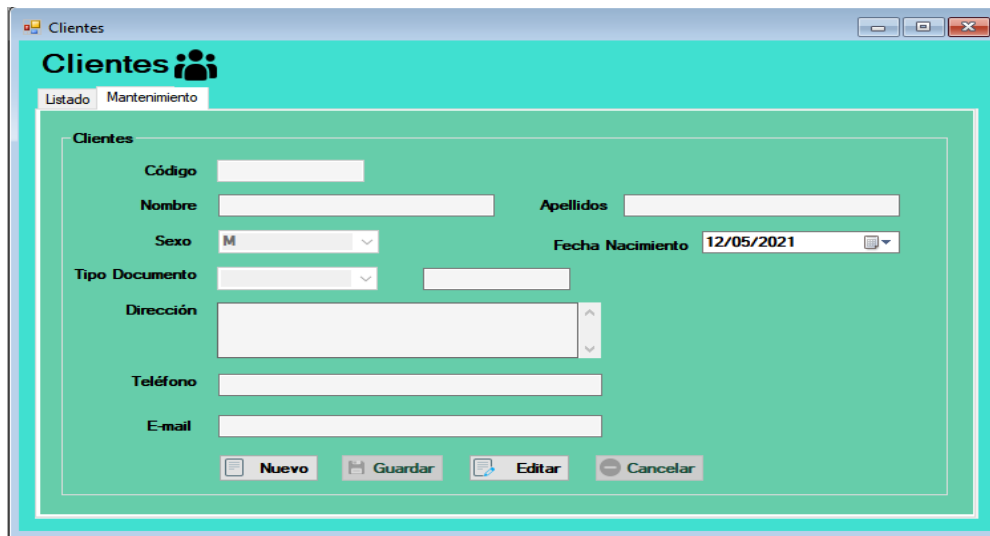 Clientes
Clientes
Listado Mantenimiento
Clientes
Código
Nombre Apellidos
Sexo M Fecha Nacimiento 12/05/2021
Tipo Documento
Dirección
Teléfono
E-mail
Nuevo Guardar Editar Cancelar